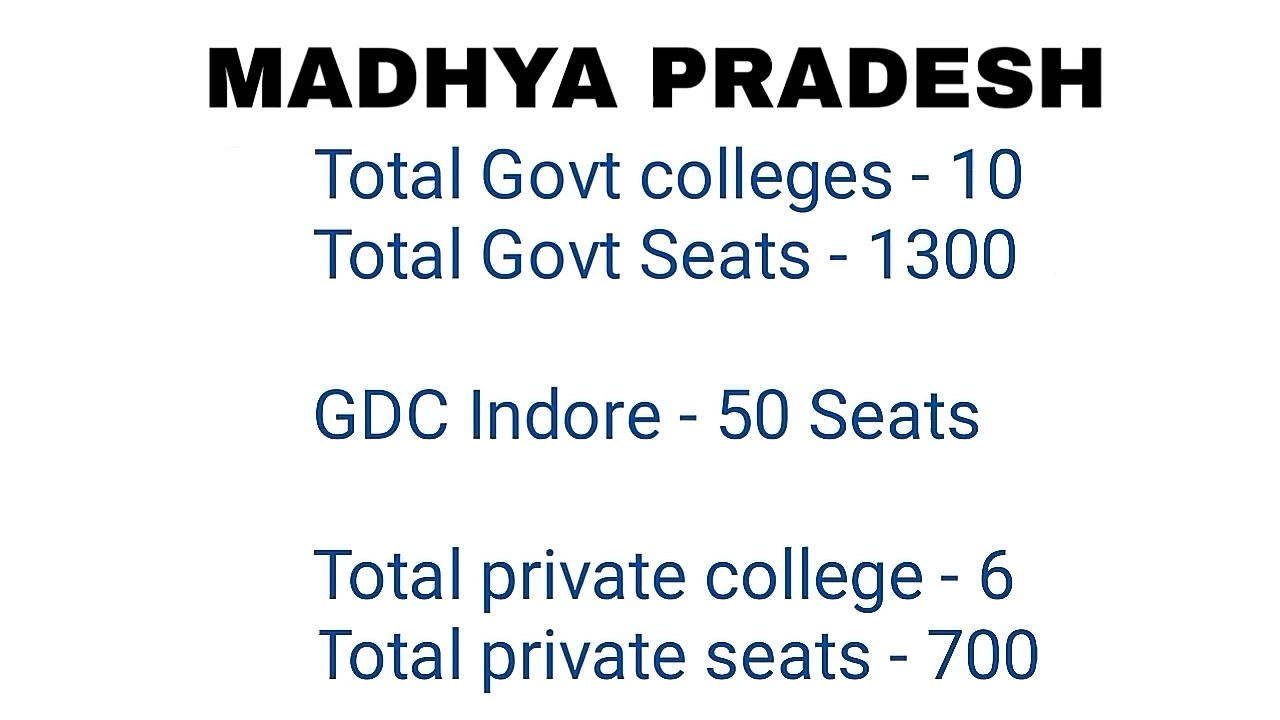 MADHYA PRADESH
Total Govt colleges - 10
Total Govt Seats - 1300
GDC Indore - 50 Seats
Total private college - 6
Total private seats - 700